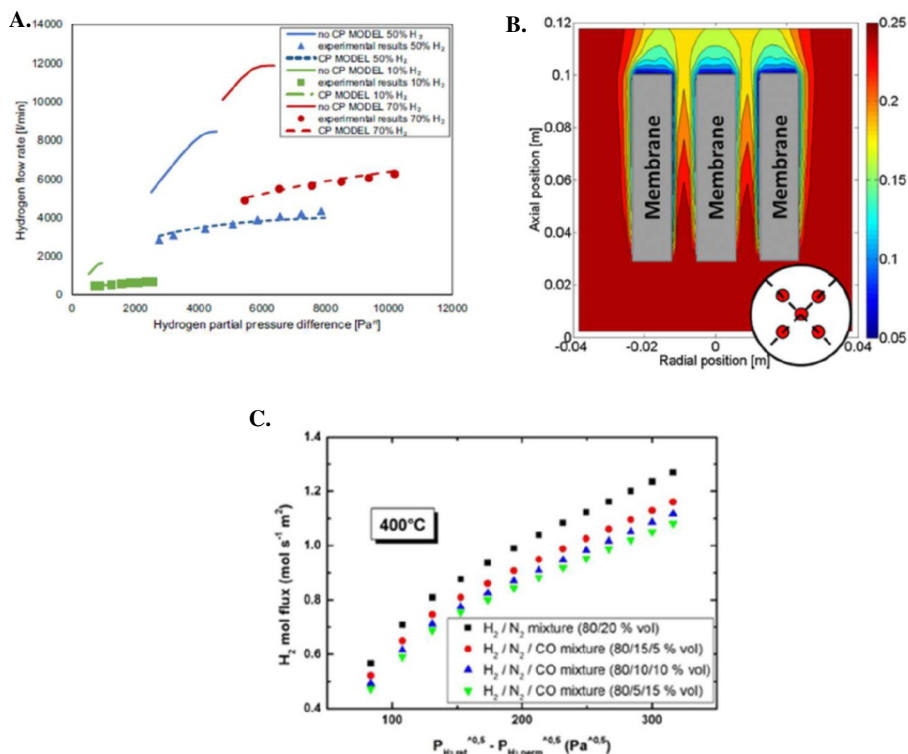 A.
14000
12000
10000
8000
6000
4000
2000
0
Hydrogen flow rate [l/min]
no CP MODEL 50% H₂
experimental results 50% H₂
CP MODEL 50% H₂
no CP MODEL 10% H₂
experimental results 10% H₂
CP MODEL 10% H₂
no CP MODEL 70% H₂
experimental results 70% H₂
CP MODEL 70% H₂
0 2000 4000 6000 8000 10000 12000
Hydrogen partial pressure difference [Paⁿ]
B.
0.12
0.1
0.08
0.06
0.04
0.02
0
Axial position [m]
Membrane
Membrane
Membrane
-0.04 -0.02 0 0.04
Radial position [m]
0.25
0.2
0.15
0.1
0.05
C.
1.4
1.2
1.0
0.8
0.6
0.4
H₂ mol flux (mol s⁻¹ m²)
400°C
H₂ / N₂ mixture (80/20 % vol)
H₂ / N₂ / CO mixture (80/15/5 % vol)
H₂ / N₂ / CO mixture (80/10/10 % vol)
H₂ / N₂ / CO mixture (80/5/15 % vol)
100 200 300
P H₂,ret ^0,5 - P H₂,perm ^0,5 (Pa^0,5)